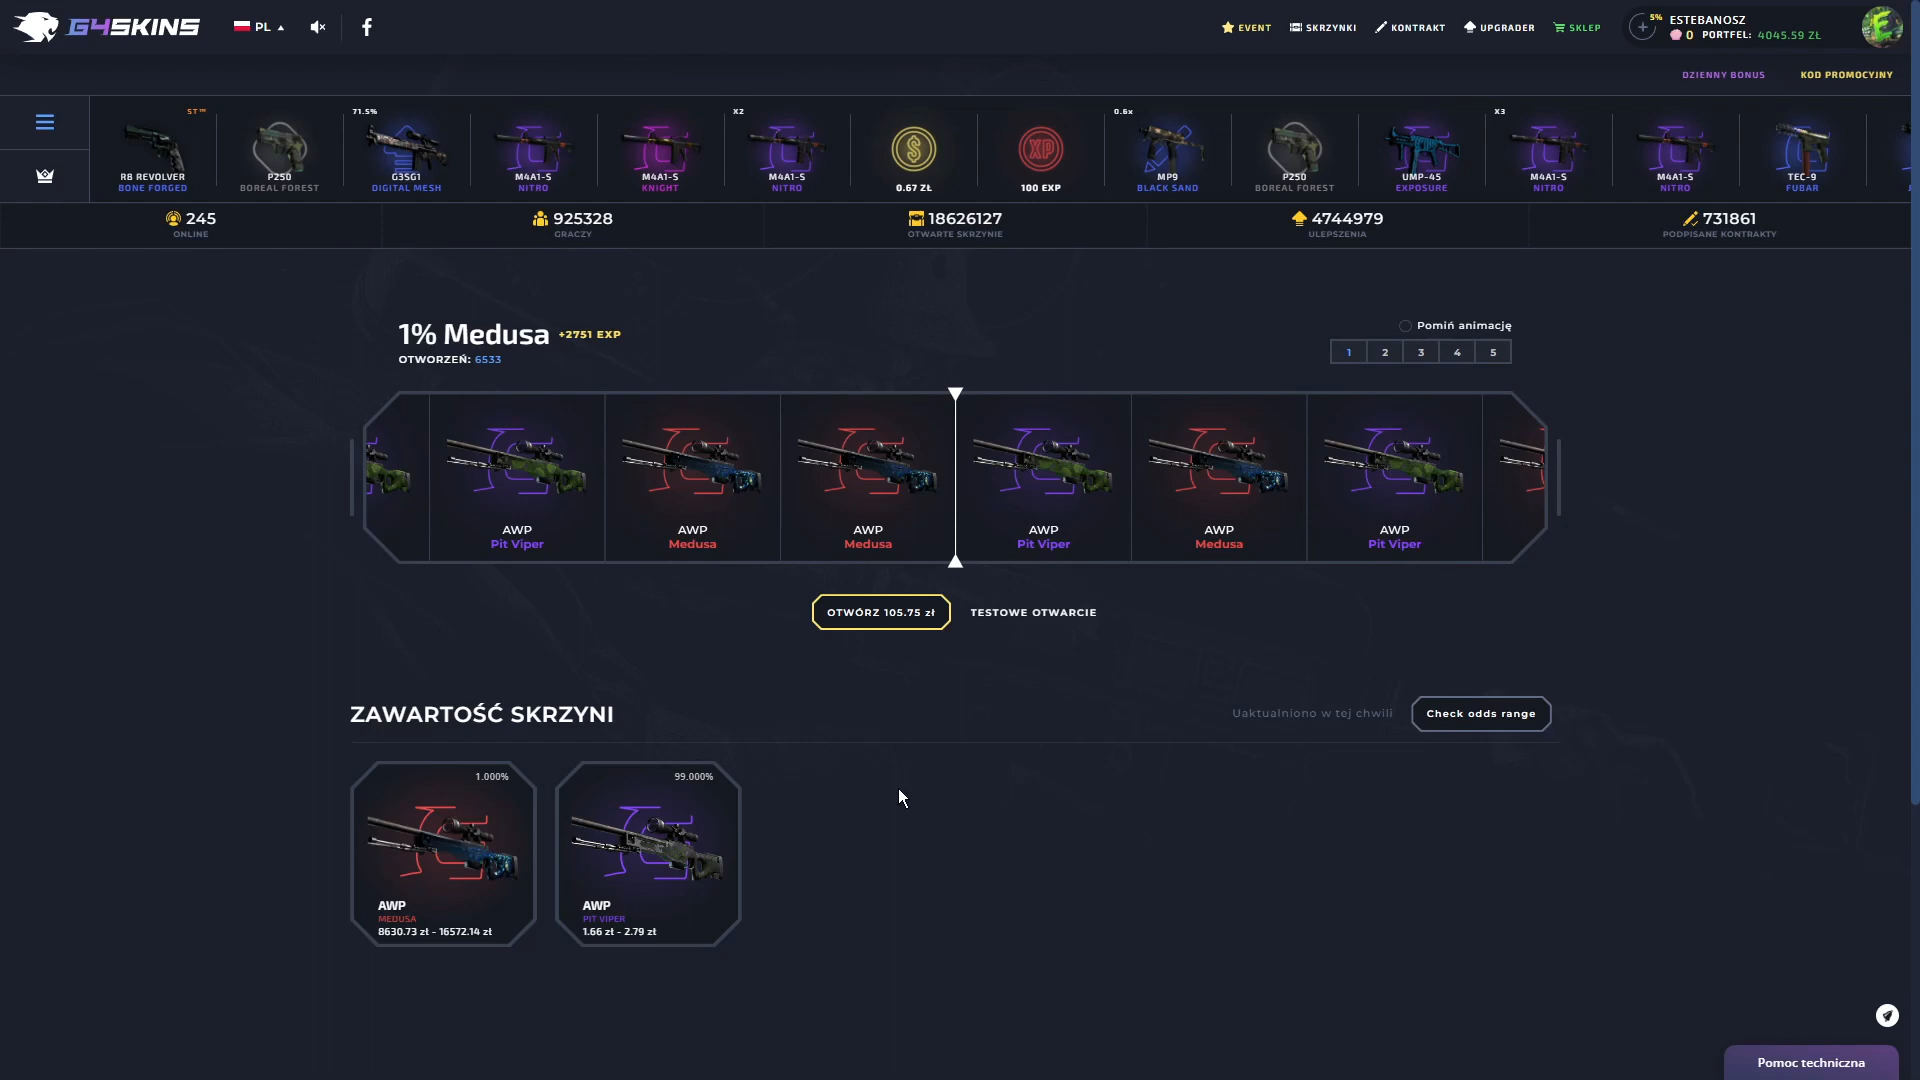 G4SKINS
PL
EVENT
SKRZYNKI
KONTRAKT
UPGRADER
SKLEP
5%
ESTEBANOSZ
0 PORTFEL: 4045.59 ZŁ
DZIENNY BONUS
KOD PROMOCYJNY
ST™
R8 REVOLVER
BONE FORGED
P250
BOREAL FOREST
71.5%
G3SG1
DIGITAL MESH
M4A1-S
NITRO
M4A1-S
KNIGHT
X2
M4A1-S
NITRO
0.67 ZŁ
XP
100 EXP
0.6x
MP9
BLACK SAND
P250
BOREAL FOREST
UMP-45
EXPOSURE
X3
M4A1-S
NITRO
M4A1-S
NITRO
TEC-9
FUBAR
245
ONLINE
925328
GRACZY
18626127
OTWARTE SKRZYNIE
4744979
ULEPSZENIA
731861
PODPISANE KONTRAKTY
1% Medusa +2751 EXP
OTWORZEŃ: 6533
Pomiń animację
1 2 3 4 5
AWP
Pit Viper
AWP
Medusa
AWP
Medusa
AWP
Pit Viper
AWP
Medusa
AWP
Pit Viper
OTWÓRZ 105.75 zł
TESTOWE OTWARCIE
ZAWARTOŚĆ SKRZYNI
Uaktualniono w tej chwili
Check odds range
1.000%
AWP
MEDUSA
8630.73 zł - 16572.14 zł
99.000%
AWP
PIT VIPER
1.66 zł - 2.79 zł
Pomoc techniczna